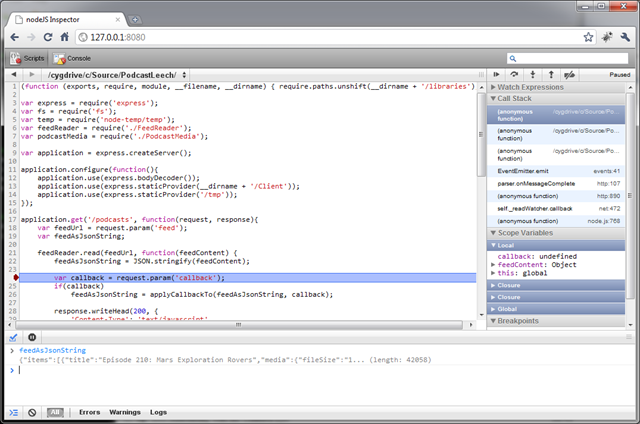 nodeJS Inspector
127.0.0.1:8080
Scripts Console
/cygdrive/c/Source/PodcastLeech/ Paused
1 (function (exports, require, module, __filename, __dirname) { require.paths.unshift(__dirname + '/libraries')
2
3 var express = require('express');
4 var fs = require('fs');
5 var temp = require('node-temp/temp');
6 var feedReader = require('./FeedReader');
7 var podcastMedia = require('./PodcastMedia');
8
9 var application = express.createServer();
10
11 application.configure(function(){
12 application.use(express.bodyDecoder());
13 application.use(express.staticProvider(__dirname + '/Client'));
14 application.use(express.staticProvider('/tmp'));
15 });
16
17 application.get('/podcasts', function(request, response){
18 var feedUrl = request.param('feed');
19 var feedAsJsonString;
20
21 feedReader.read(feedUrl, function(feedContent) {
22 feedAsJsonString = JSON.stringify(feedContent);
23
var callback = request.param('callback');
25 if(callback)
26 feedAsJsonString = applyCallbackTo(feedAsJsonString, callback);
27
28 response.writeHead(200, {
29 'Content-Type': 'text/javascript'
Watch Expressions
Call Stack
(anonymous function) /cygdrive/c/Source/Po...
(anonymous function) /cygdrive/c/Source/Po...
(anonymous function) /cygdrive/c/Source/Po...
EventEmitter.emit events:41
parser.onMessageComplete http:107
(anonymous function) http:890
self._readWatcher.callback net:472
(anonymous function) node.js:768
Scope Variables
Local
callback: undefined
feedContent: Object
this: global
Closure
Closure
Global
Breakpoints
> feedAsJsonString
{"items":[{"title":"Episode 210: Mars Exploration Rovers","media":{"fileSize":"1... (length: 42058)
>
All Errors Warnings Logs